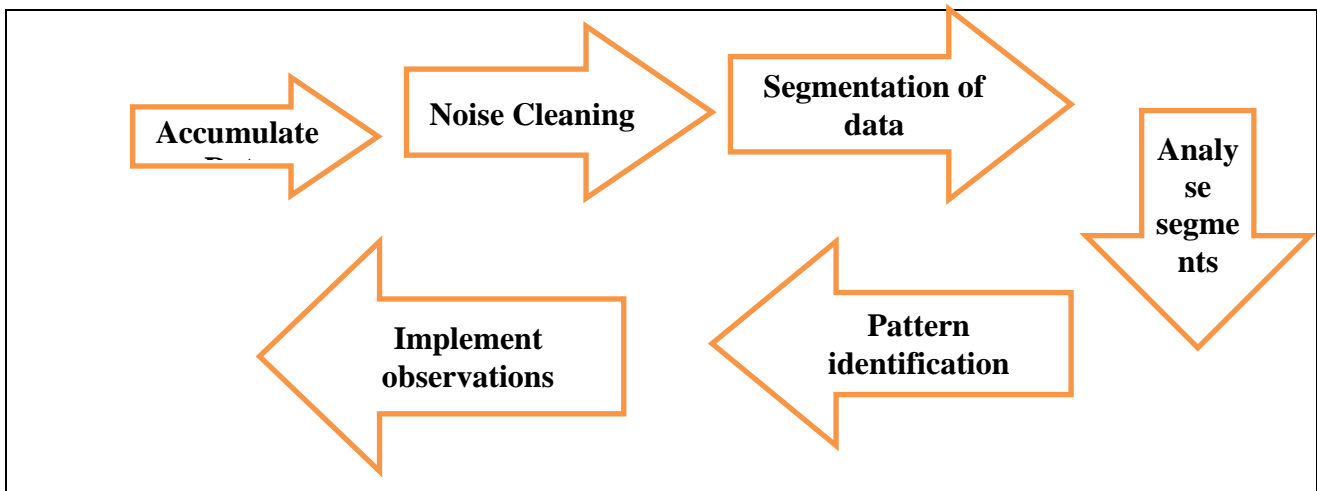 Accumulate
Noise Cleaning
Segmentation of
data
Analy
se
segme
nts
Pattern
identification
Implement
observations